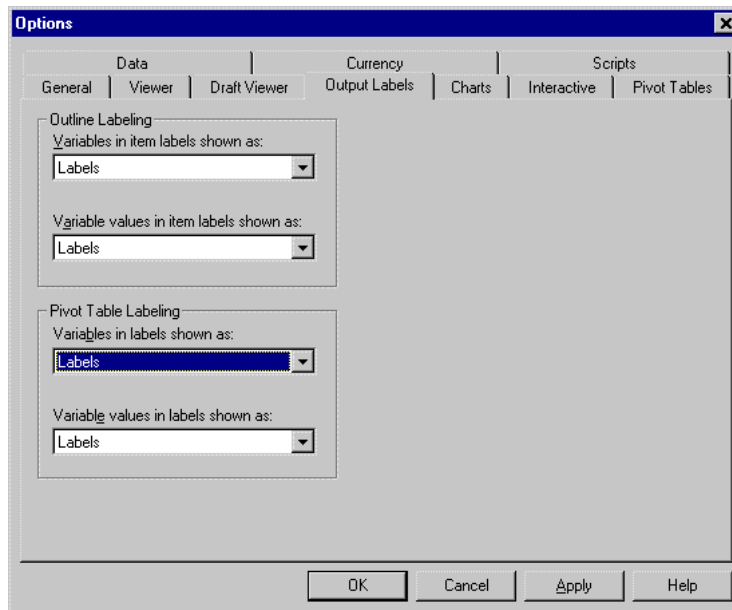 Options
Data Currency Scripts
General Viewer Draft Viewer Output Labels Charts Interactive Pivot Tables
Outline Labeling
Variables in item labels shown as:
Labels
Variable values in item labels shown as:
Labels
Pivot Table Labeling
Variables in labels shown as:
Labels
Variable values in labels shown as:
Labels
OK Cancel Apply Help